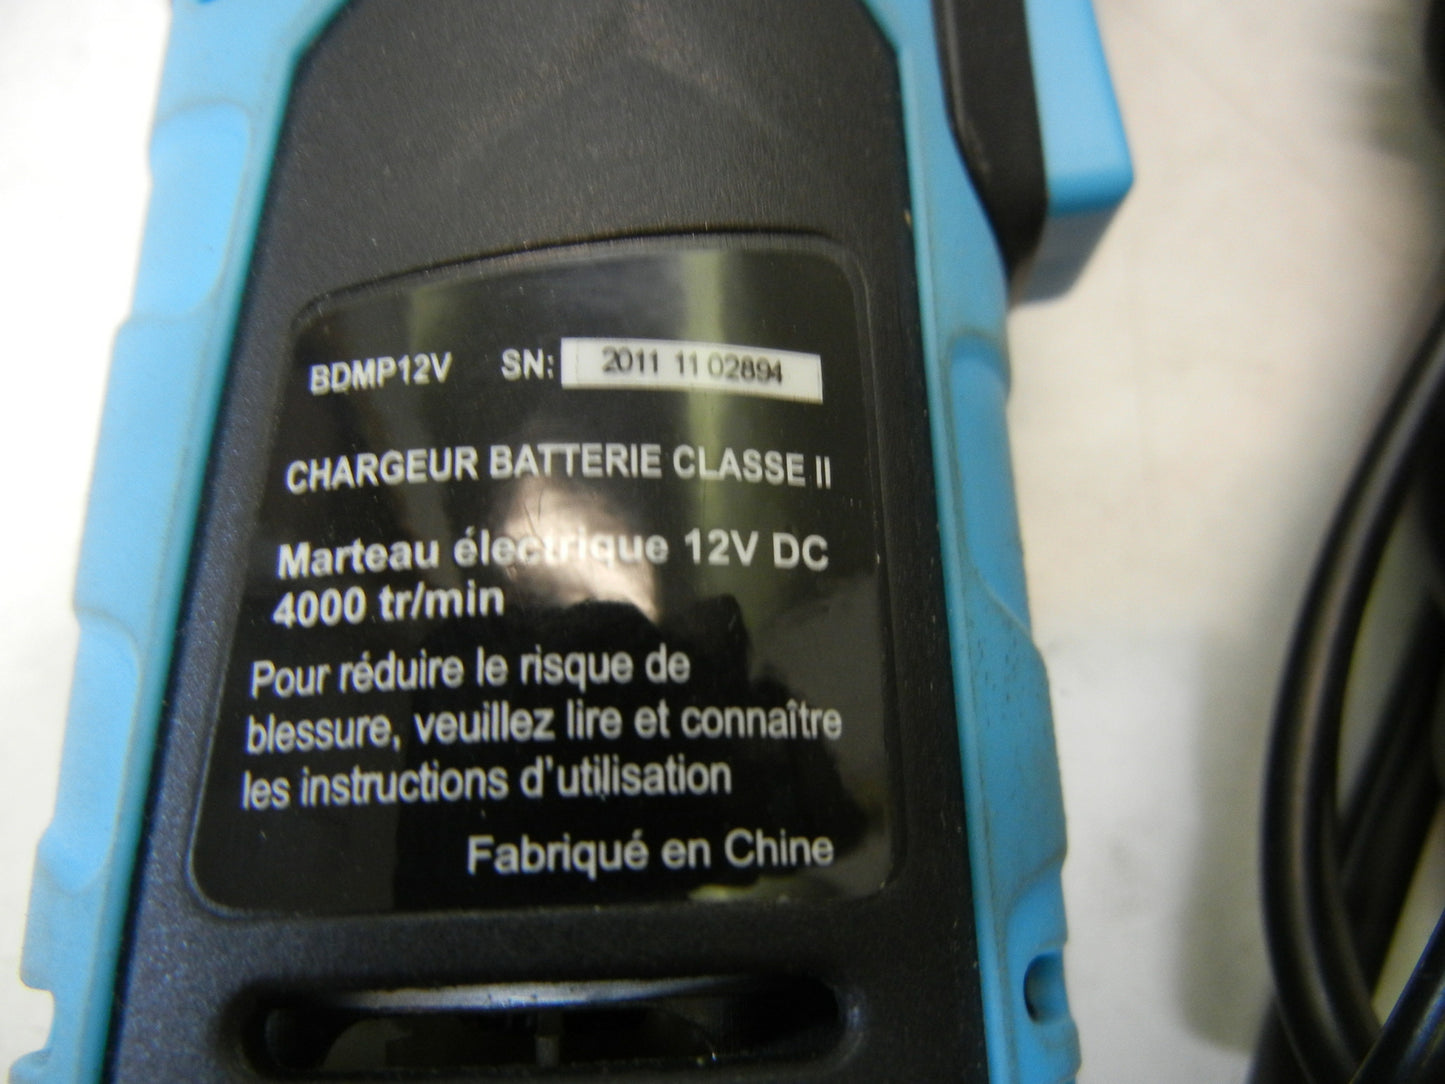 BDMP12V SN: 2011 11 02894
CHARGEUR BATTERIE CLASSE II
Marteau électrique 12V DC
4000 tr/min
Pour réduire le risque de
blessure, veuillez lire et connaître
les instructions d'utilisation
Fabriqué en Chine